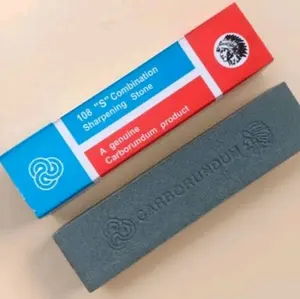 108 "S" Combination
Sharpening Stone
A genuine
Carborundum product
CARBORUNDUM